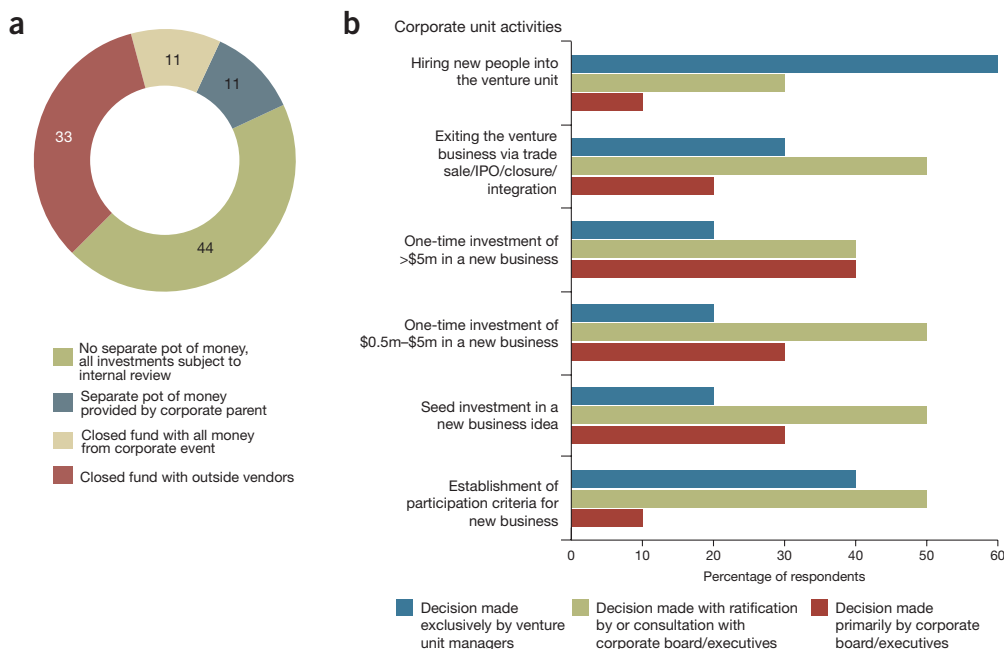 a
11
11
33
44
No separate pot of money,
all investments subject to
internal review
Separate pot of money
provided by corporate parent
Closed fund with all money
from corporate event
Closed fund with outside vendors
b
Corporate unit activities
Hiring new people into
the venture unit
Exiting the venture
business via trade
sale/IPO/closure/
integration
One-time investment of
>$5m in a new business
One-time investment of
$0.5m–$5m in a new business
Seed investment in a
new business idea
Establishment of
participation criteria for
new business
0 10 20 30 40 50 60
Percentage of respondents
Decision made
exclusively by venture
unit managers
Decision made with ratification
by or consultation with
corporate board/executives
Decision made
primarily by corporate
board/executives